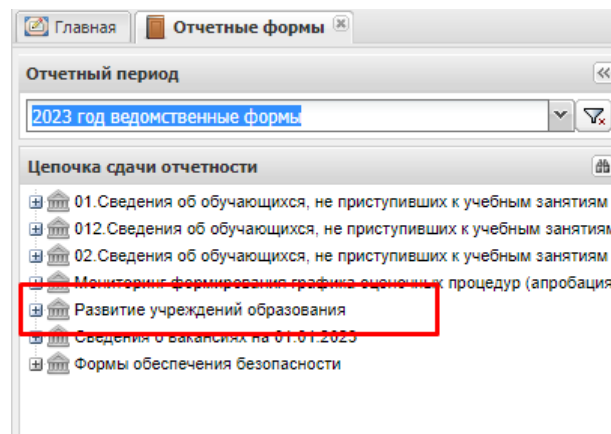 Главная
Отчетные формы
Отчетный период
2023 год ведомственные формы
Цепочка сдачи отчетности
01.Сведения об обучающихся, не приступивших к учебным занятиям
012.Сведения об обучающихся, не приступивших к учебным занятиям
02.Сведения об обучающихся, не приступивших к учебным занятиям
Мониторинг формирования графика оценочных процедур (апробация
Развитие учреждений образования
Сведения о вакансиях на 01.01.2023
Формы обеспечения безопасности